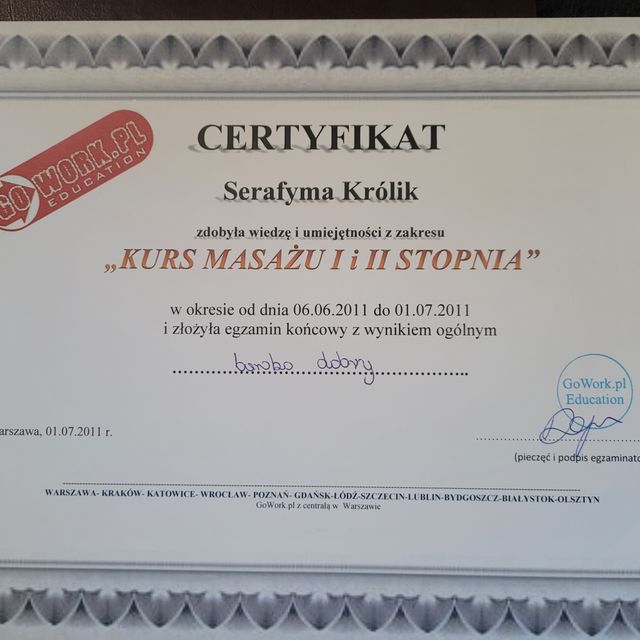 GOWORK.PL
EDUCATION
CERTYFIKAT
Serafyma Królik
zdobyła wiedzę i umiejętności z zakresu
„KURS MASAŻU I i II STOPNIA”
w okresie od dnia 06.06.2011 do 01.07.2011
i złożyła egzamin końcowy z wynikiem ogólnym
bardzo dobry
GoWork.pl
Education
arszawa, 01.07.2011 r.
(pieczęć i podpis egzaminato
WARSZAWA- KRAKÓW- KATOWICE- WROCŁAW- POZNAŃ- GDAŃSK-ŁÓDŹ-SZCZECIN-LUBLIN-BYDGOSZCZ-BIAŁYSTOK-OLSZTYN
GoWork.pl z centralą w Warszawie